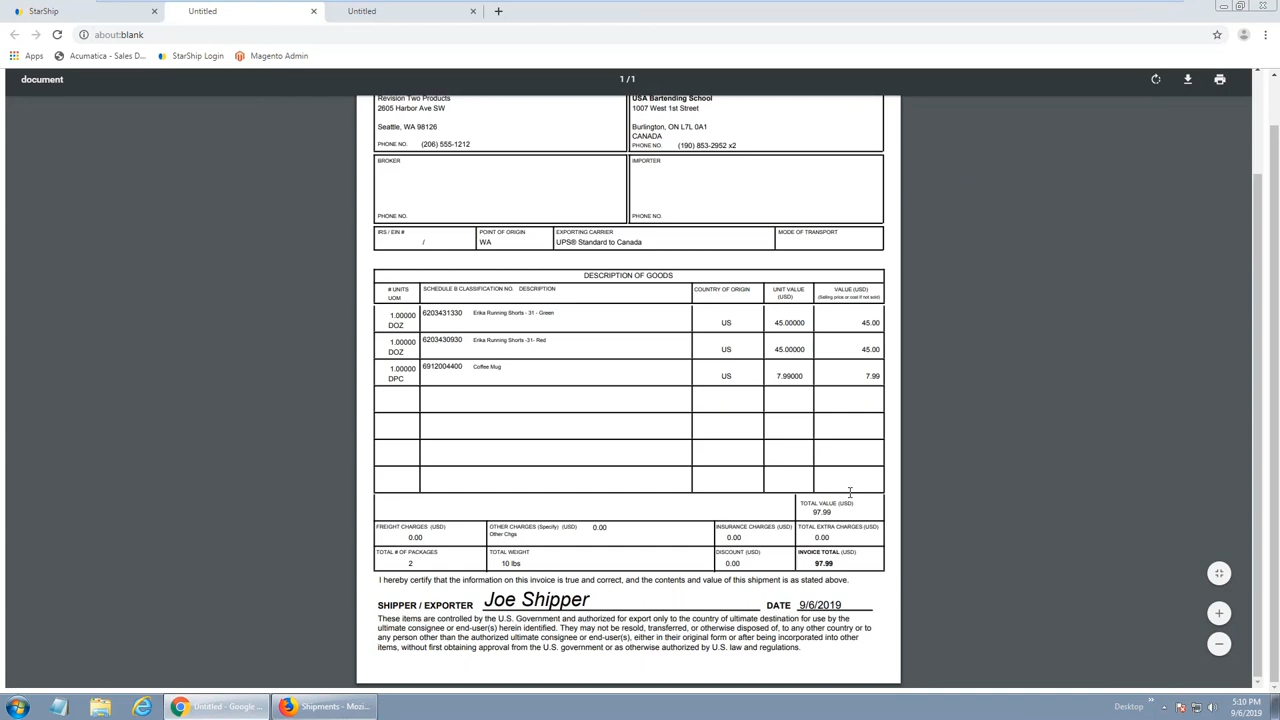 StarShip
Untitled
Untitled
about:blank
Apps
Acumatica - Sales D...
StarShip Login
Magento Admin
document
1 / 1
Revision Two Products
2605 Harbor Ave SW
Seattle, WA 98126
PHONE NO. (206) 555-1212
USA Bartending School
1007 West 1st Street
Burlington, ON L7L 0A1
CANADA
PHONE NO. (190) 853-2952 x2
BROKER
PHONE NO.
IMPORTER
PHONE NO.
IRS / EIN #
/
POINT OF ORIGIN
WA
EXPORTING CARRIER
UPS® Standard to Canada
MODE OF TRANSPORT
DESCRIPTION OF GOODS
# UNITS
UOM
SCHEDULE B CLASSIFICATION NO. DESCRIPTION
COUNTRY OF ORIGIN
UNIT VALUE
(USD)
VALUE (USD)
(Selling price or cost if not sold)
1.00000
DOZ
6203431330 Erika Running Shorts - 31 - Green
US
45.00000
45.00
1.00000
DOZ
6203430930 Erika Running Shorts -31- Red
US
45.00000
45.00
1.00000
DPC
6912004400 Coffee Mug
US
7.99000
7.99
TOTAL VALUE (USD)
97.99
FREIGHT CHARGES (USD)
0.00
OTHER CHARGES (Specify) (USD) 0.00
Other Chgs
INSURANCE CHARGES (USD)
0.00
TOTAL EXTRA CHARGES (USD)
0.00
TOTAL # OF PACKAGES
2
TOTAL WEIGHT
10 lbs
DISCOUNT (USD)
0.00
INVOICE TOTAL (USD)
97.99
I hereby certify that the information on this invoice is true and correct, and the contents and value of this shipment is as stated above.
SHIPPER / EXPORTER Joe Shipper DATE 9/6/2019
These items are controlled by the U.S. Government and authorized for export only to the country of ultimate destination for use by the
ultimate consignee or end-user(s) herein identified. They may not be resold, transferred, or otherwise disposed of, to any other country or to
any person other than the authorized ultimate consignee or end-user(s), either in their original form or after being incorporated into other
items, without first obtaining approval from the U.S. government or as otherwise authorized by U.S. law and regulations.
Untitled - Google ...
Shipments - Mozi...
Desktop
5:10 PM
9/6/2019